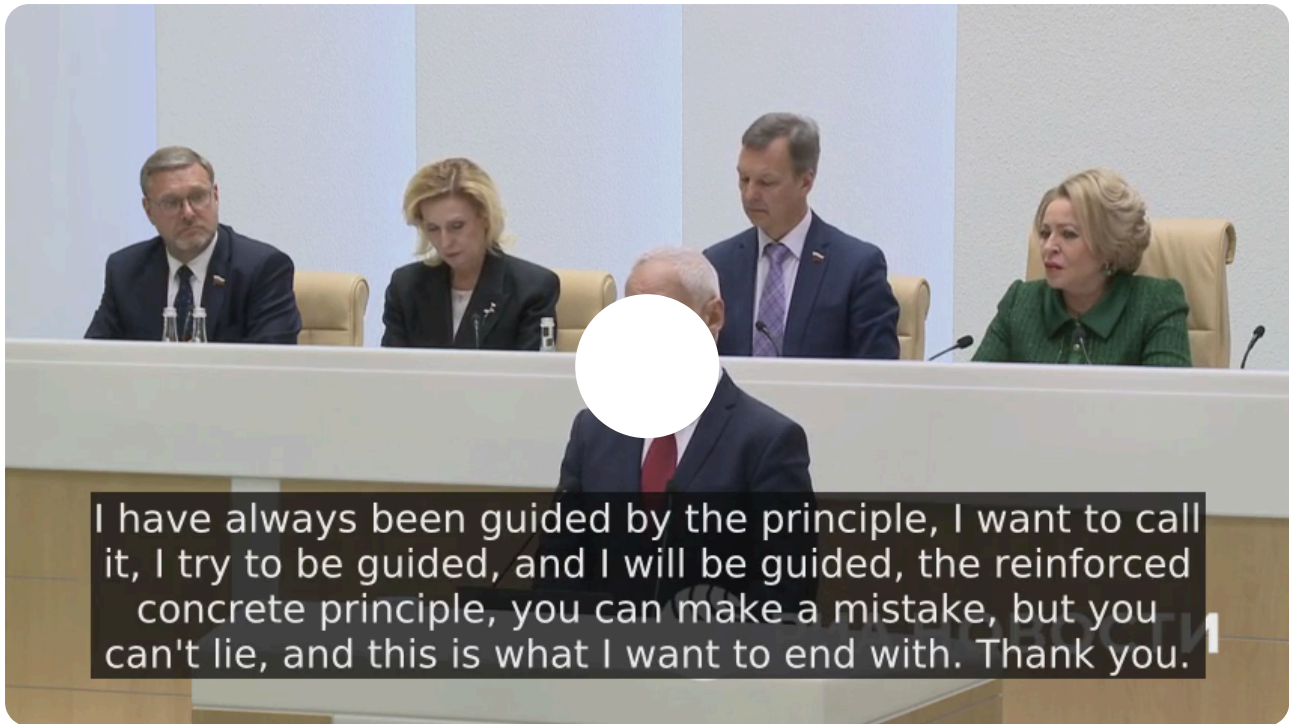 I have always been guided by the principle, I want to call
it, I try to be guided, and I will be guided, the reinforced
concrete principle, you can make a mistake, but you
can't lie, and this is what I want to end with. Thank you.
РИА НОВОСТИ